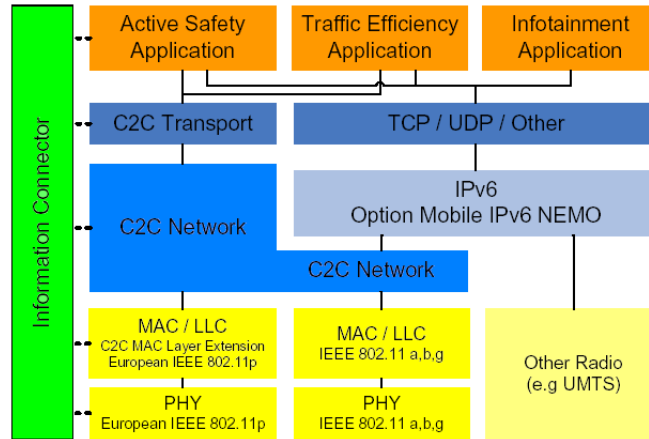 Information Connector
Active Safety
Application
Traffic Efficiency
Application
Infotainment
Application
C2C Transport
TCP / UDP / Other
C2C Network
IPv6
Option Mobile IPv6 NEMO
C2C Network
MAC / LLC
C2C MAC Layer Extension
European IEEE 802.11p
MAC / LLC
IEEE 802.11 a,b,g
Other Radio
(e.g UMTS)
PHY
European IEEE 802.11p
PHY
IEEE 802.11 a,b,g